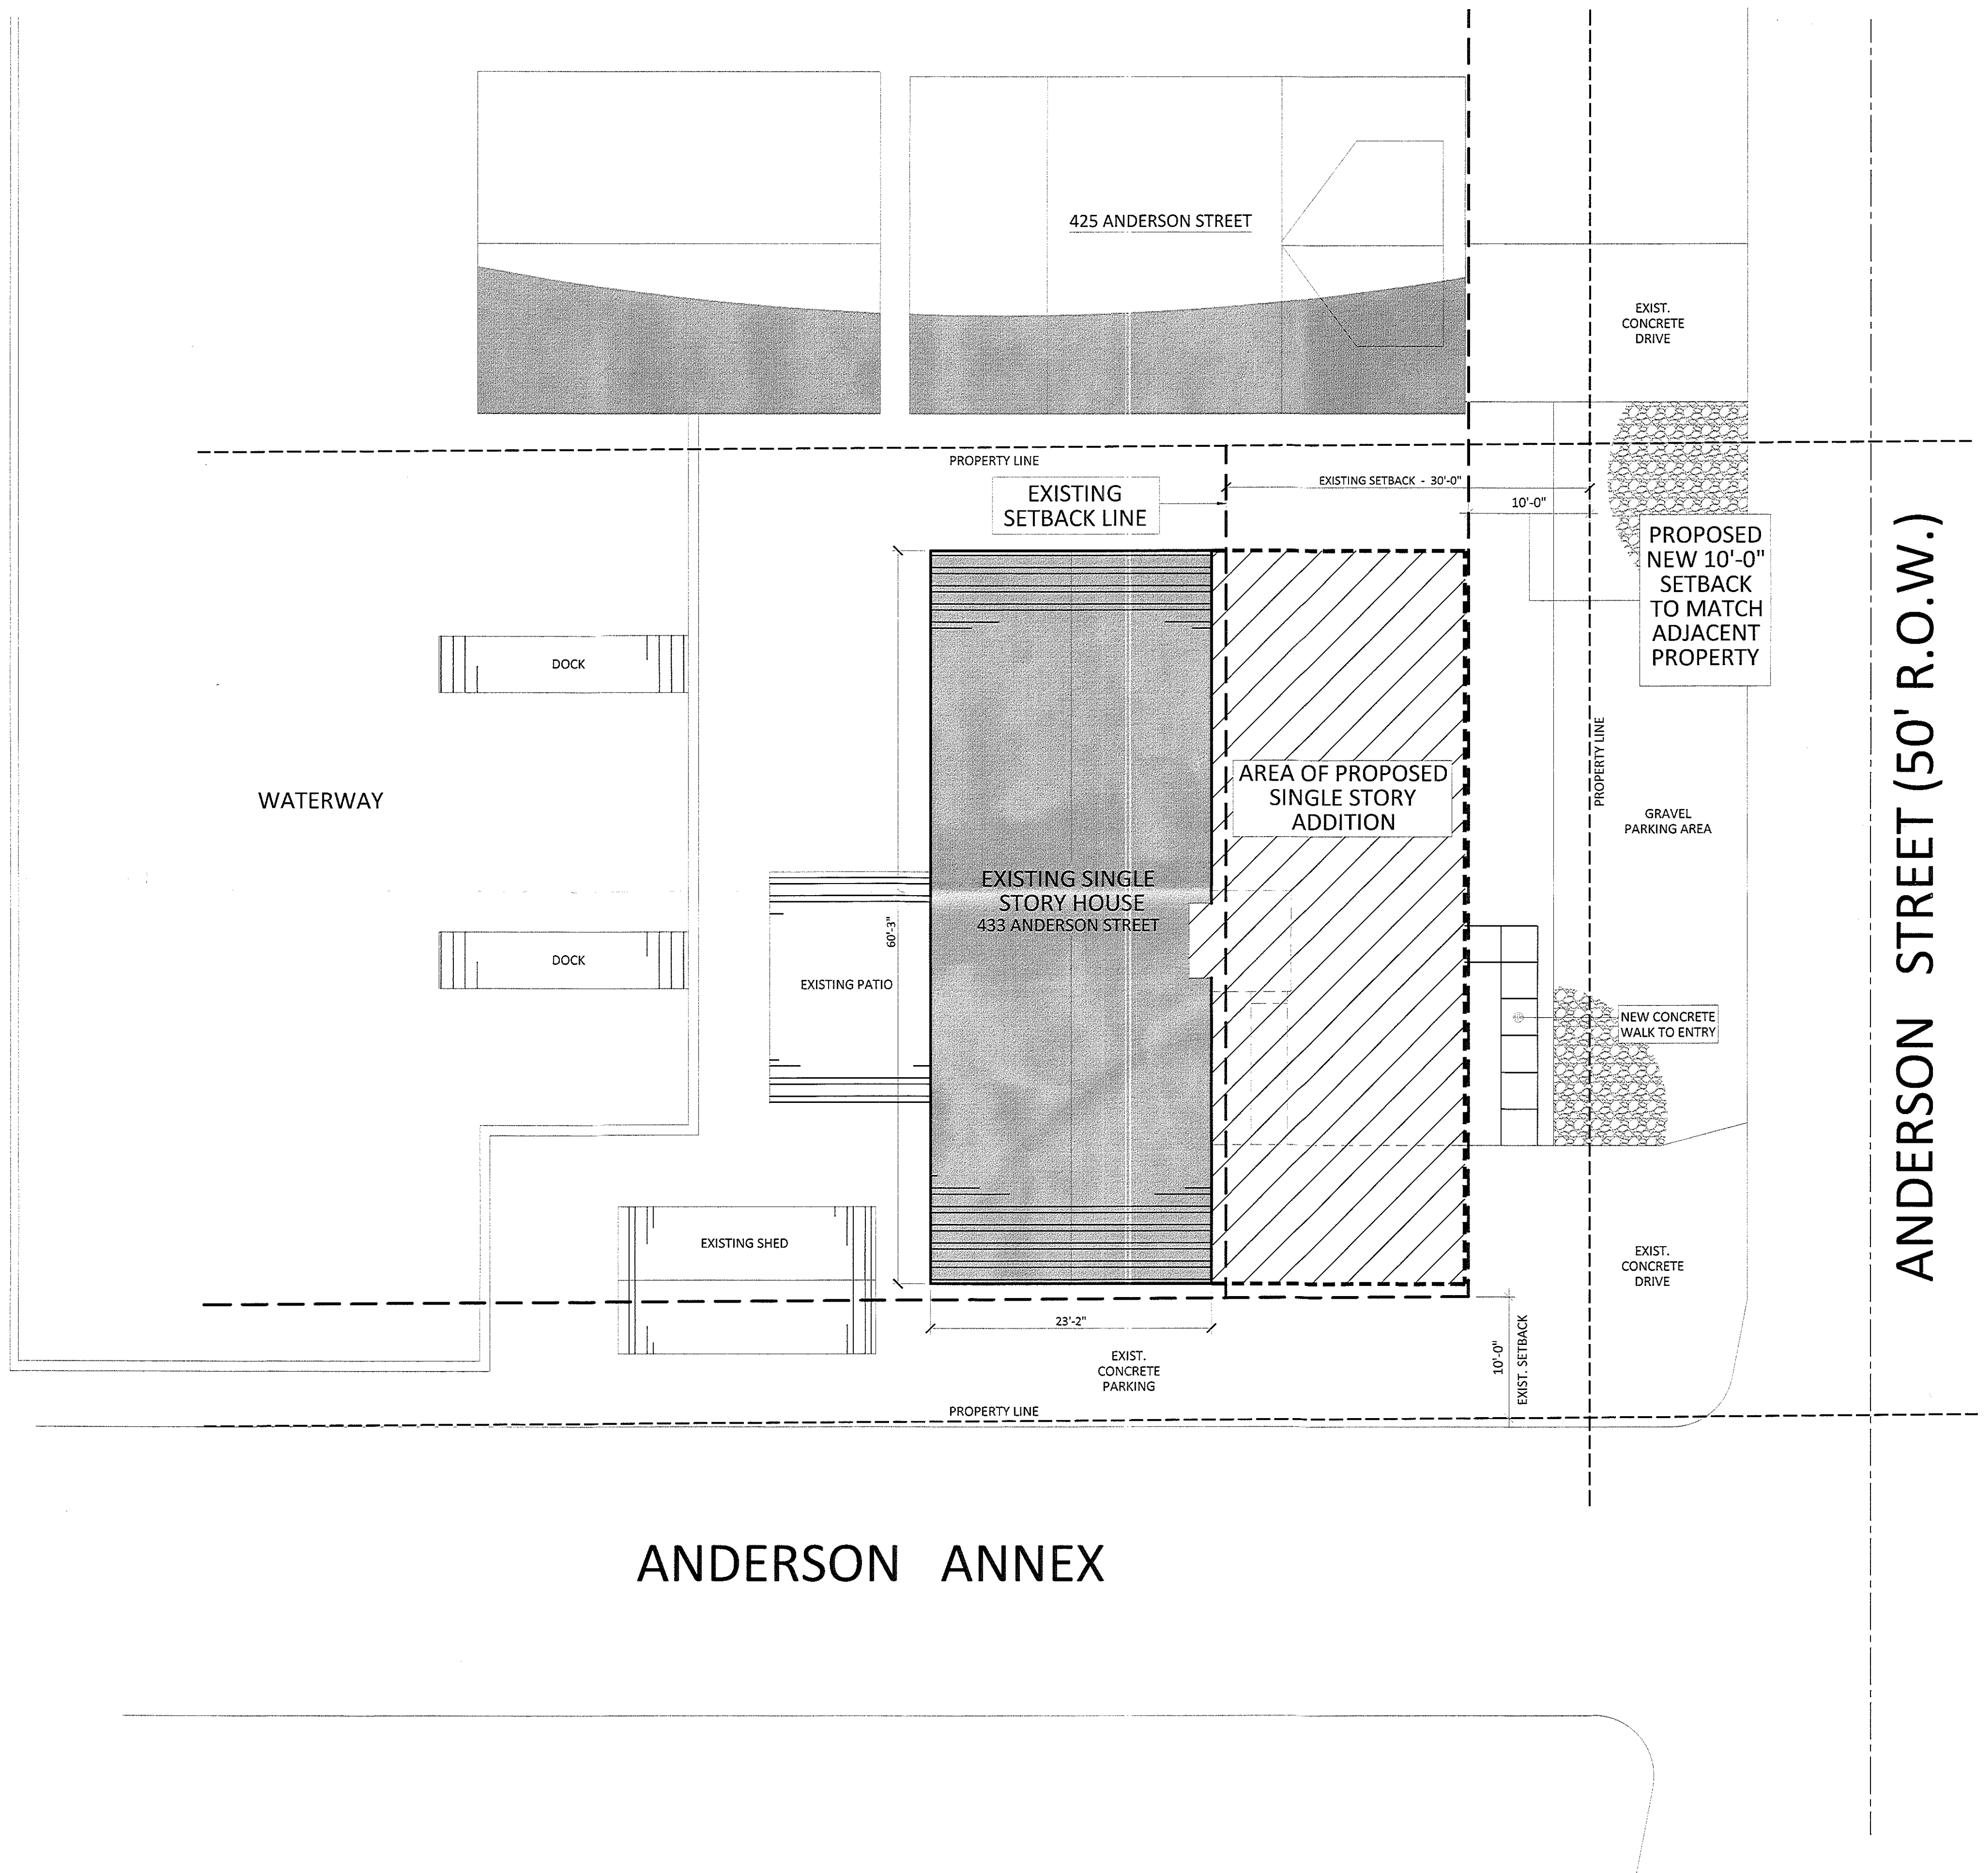 425 ANDERSON STREET
EXIST.
CONCRETE
DRIVE
PROPERTY LINE
EXISTING
SETBACK LINE
EXISTING SETBACK - 30'-0"
10'-0"
PROPOSED
NEW 10'-0"
SETBACK
TO MATCH
ADJACENT
PROPERTY
DOCK
WATERWAY
AREA OF PROPOSED
SINGLE STORY
ADDITION
PROPERTY LINE
GRAVEL
PARKING AREA
ANDERSON STREET (50' R.O.W.)
EXISTING SINGLE
STORY HOUSE
433 ANDERSON STREET
60'-3"
DOCK
EXISTING PATIO
NEW CONCRETE
WALK TO ENTRY
EXISTING SHED
EXIST.
CONCRETE
DRIVE
23'-2"
EXIST.
CONCRETE
PARKING
10'-0"
EXIST. SETBACK
PROPERTY LINE
ANDERSON ANNEX